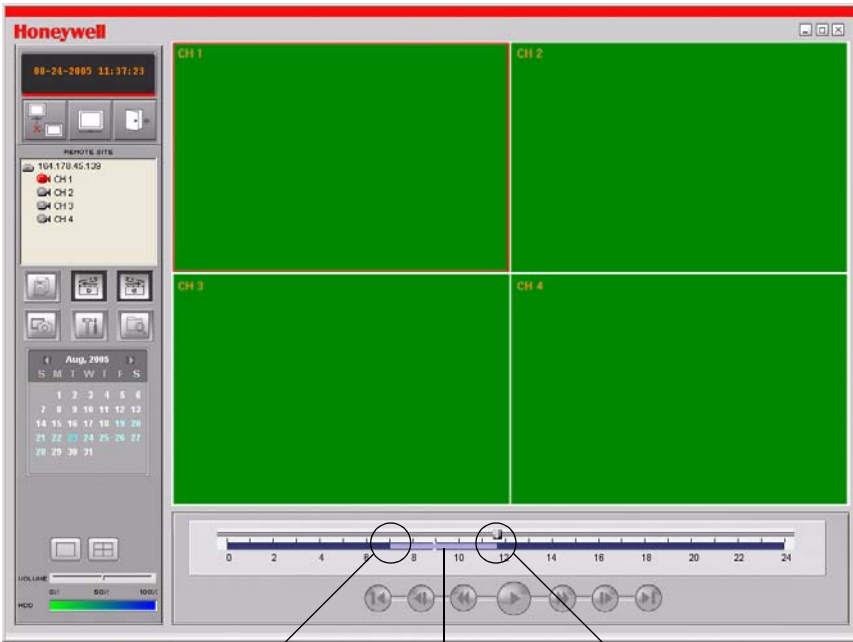 Honeywell
08-24-2005 11:37:23
REMOTE SITE
164.178.45.139
CH 1
CH 2
CH 3
CH 4
Aug, 2005
S M T W T F S
1 2 3 4 5 6
7 8 9 10 11 12 13
14 15 16 17 18 19 20
21 22 23 24 25 26 27
28 29 30 31
VOLUME
0% 50% 100%
HDD
CH 1
CH 2
CH 3
CH 4
0 2 4 6 8 10 12 14 16 18 20 22 24